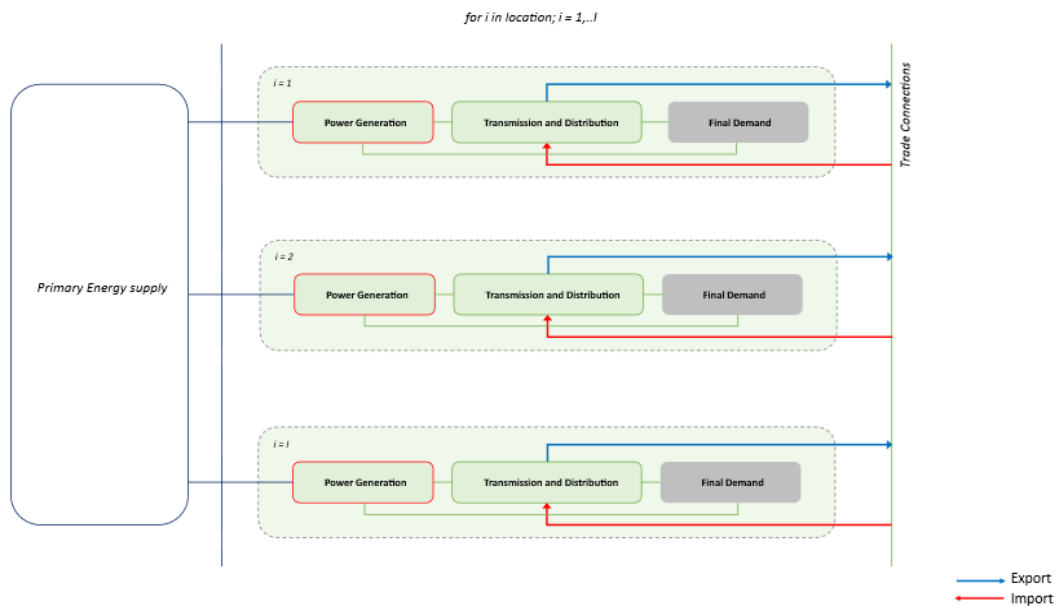 for i in location; i = 1,..I
Trade Connections
i = 1
Power Generation
Transmission and Distribution
Final Demand
Primary Energy supply
i = 2
Power Generation
Transmission and Distribution
Final Demand
i = I
Power Generation
Transmission and Distribution
Final Demand
Export
Import